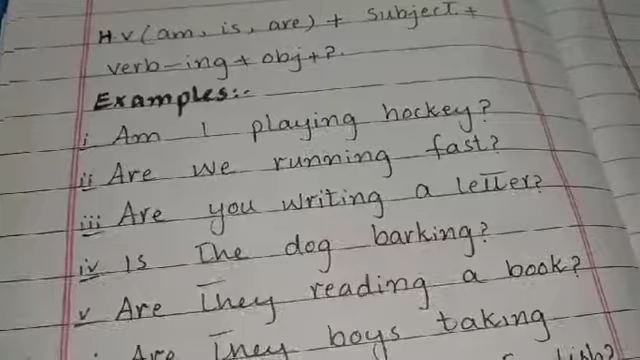 H.v (am, is, are) + Subject +
verb-ing + obj + ?.
Examples:-
i Am I playing hockey?
ii Are we running fast?
iii Are you writing a letter?
iv Is The dog barking?
v Are They reading a book?
Are They boys taking